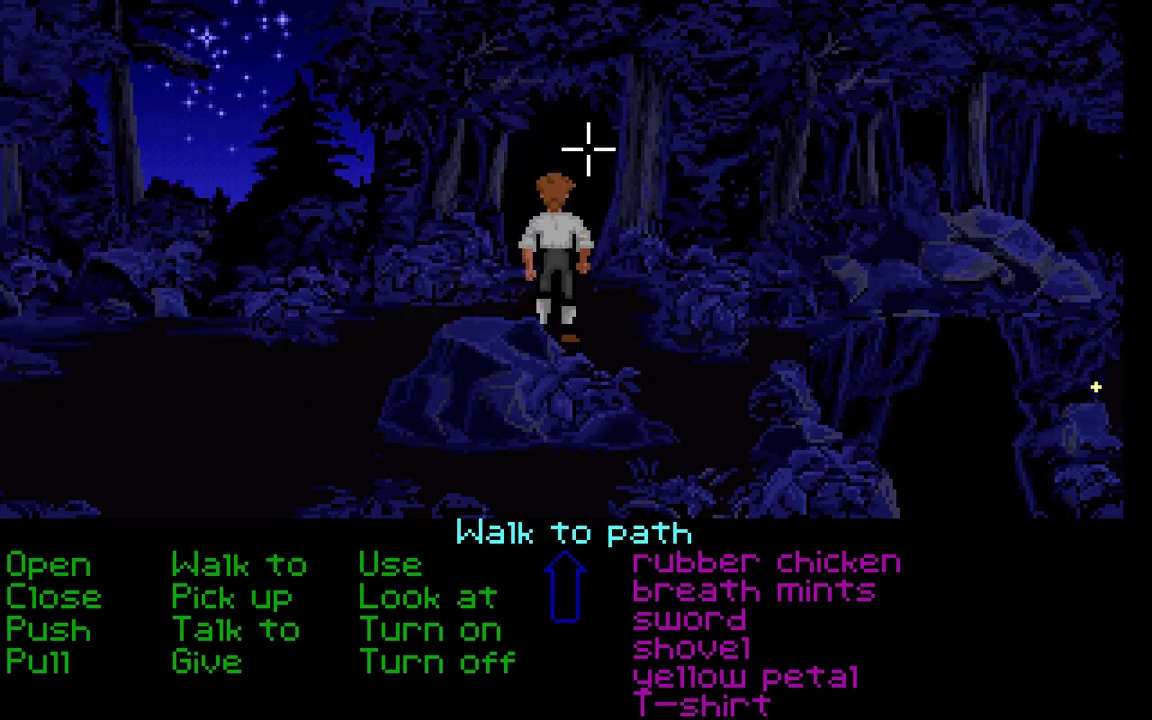 Walk to path
Open Walk to Use
Close Pick up Look at
Push Talk to Turn on
Pull Give Turn off
rubber chicken
breath mints
sword
shovel
yellow petal
T-shirt